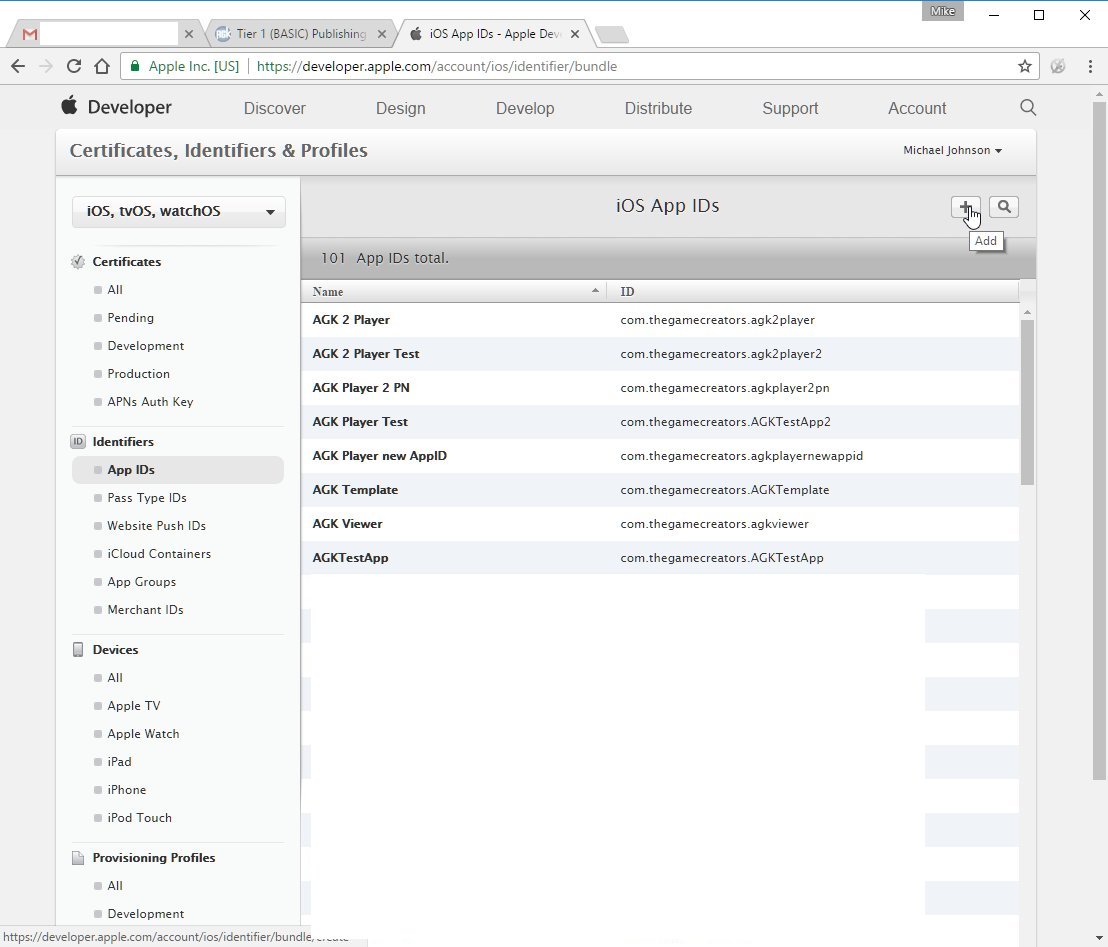 Mike
Tier 1 (BASIC) Publishing
iOS App IDs - Apple Dev
Apple Inc. [US] https://developer.apple.com/account/ios/identifier/bundle
Developer Discover Design Develop Distribute Support Account
Certificates, Identifiers & Profiles
Michael Johnson
iOS, tvOS, watchOS
iOS App IDs
Add
101 App IDs total.
Certificates
All
Pending
Development
Production
APNs Auth Key
ID Identifiers
App IDs
Pass Type IDs
Website Push IDs
iCloud Containers
App Groups
Merchant IDs
Devices
All
Apple TV
Apple Watch
iPad
iPhone
iPod Touch
Provisioning Profiles
All
Development
Name ID
AGK 2 Player com.thegamecreators.agk2player
AGK 2 Player Test com.thegamecreators.agk2player2
AGK Player 2 PN com.thegamecreators.agkplayer2pn
AGK Player Test com.thegamecreators.AGKTestApp2
AGK Player new AppID com.thegamecreators.agkplayernewappid
AGK Template com.thegamecreators.AGKTemplate
AGK Viewer com.thegamecreators.agkviewer
AGKTestApp com.thegamecreators.AGKTestApp
https://developer.apple.com/account/ios/identifier/bundle/create